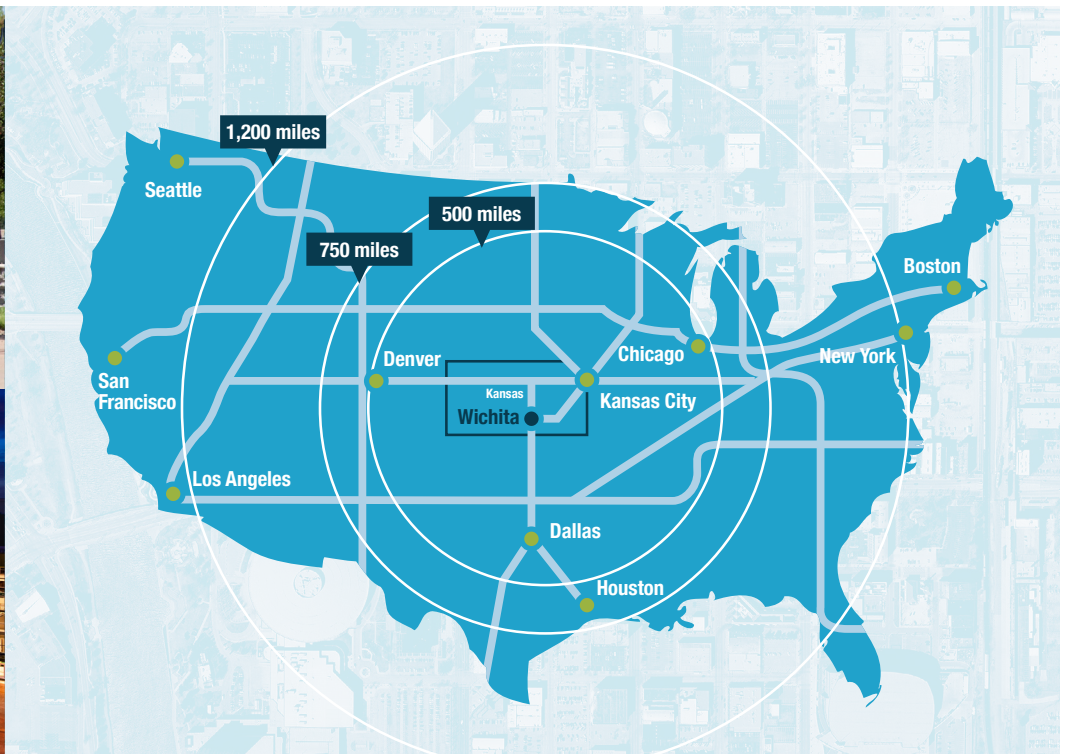 1,200 miles
Seattle
500 miles
750 miles
Boston
Denver
Chicago
New York
San
Francisco
Kansas
Kansas City
Wichita
Los Angeles
Dallas
Houston